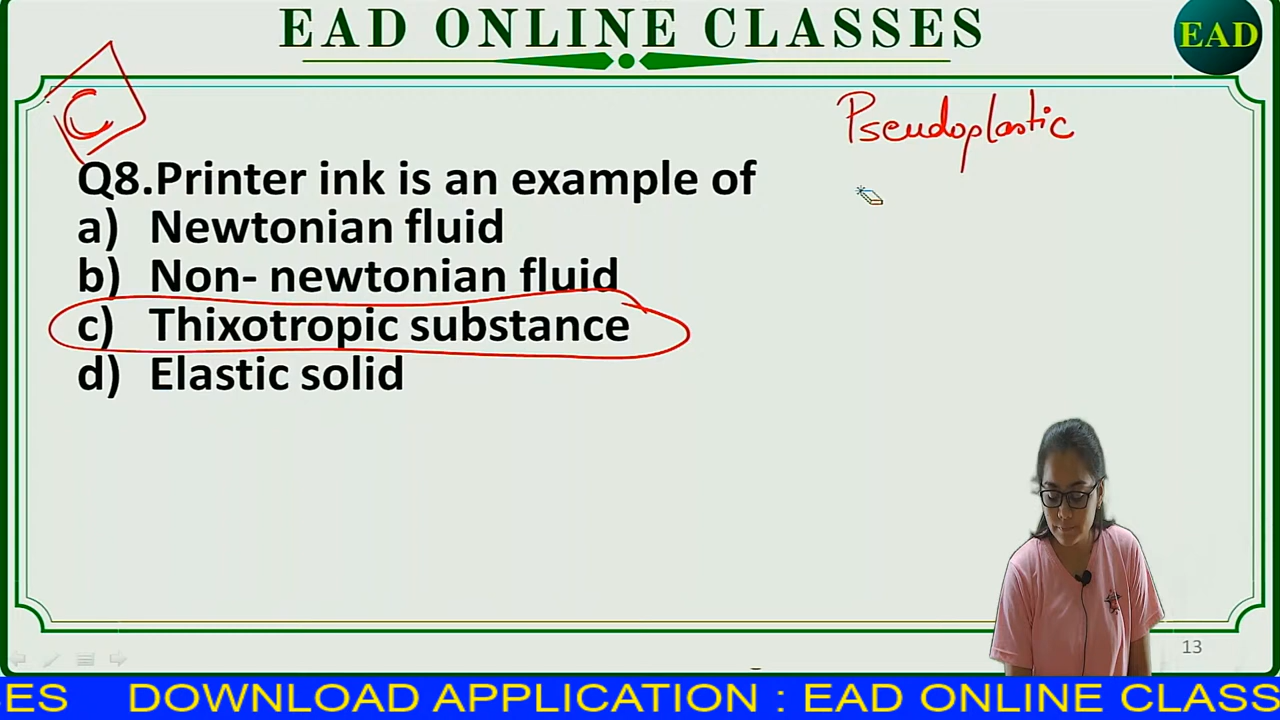 EAD ONLINE CLASSES
EAD
C
Pseudoplastic
Q8.Printer ink is an example of
a) Newtonian fluid
b) Non- newtonian fluid
c) Thixotropic substance
d) Elastic solid
13
ES DOWNLOAD APPLICATION : EAD ONLINE CLASS